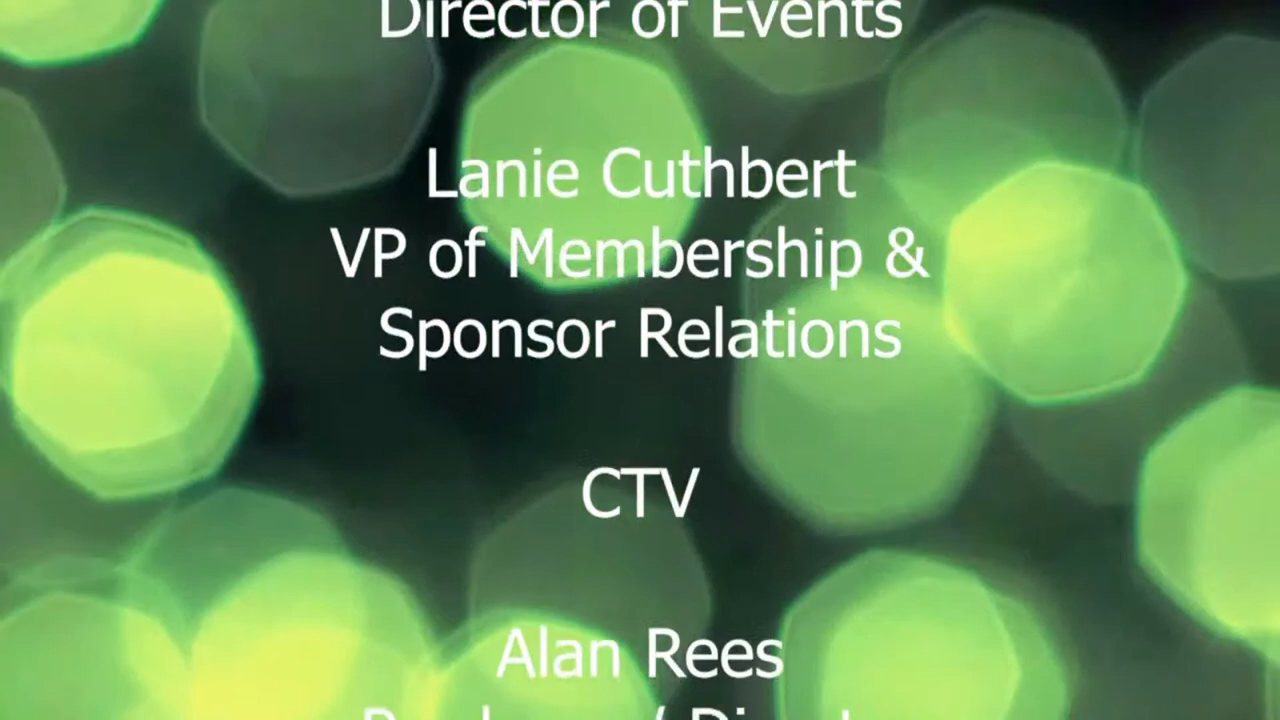 Director of Events
Lanie Cuthbert
VP of Membership &
Sponsor Relations
CTV
Alan Rees